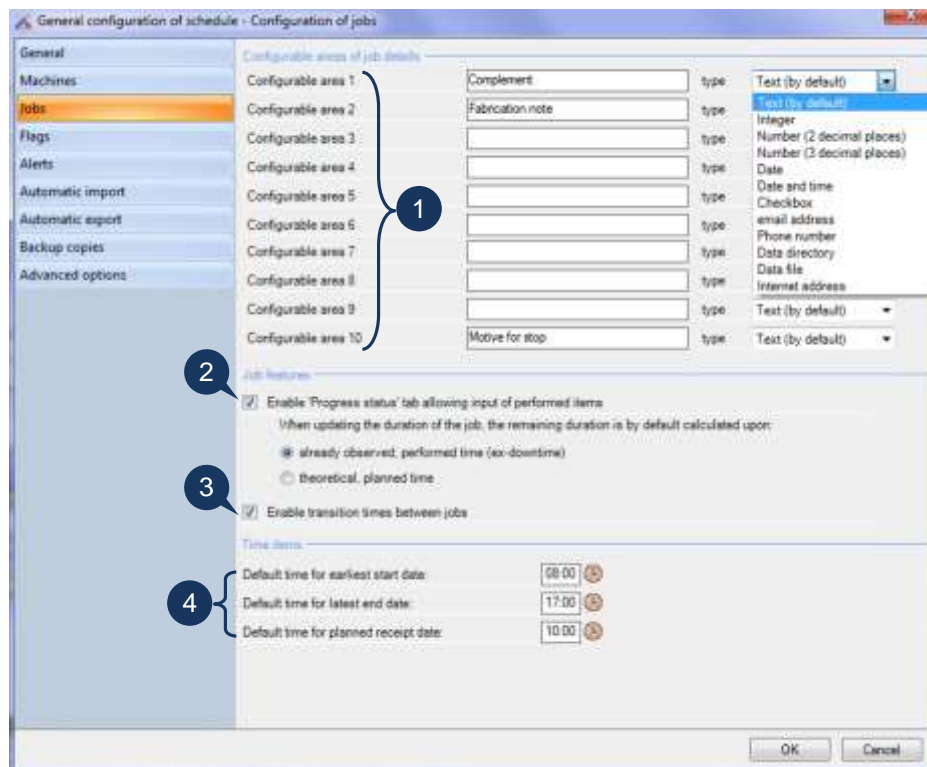 General configuration of schedule - Configuration of jobs
General
Machines
Jobs
Flags
Alerts
Automatic import
Automatic export
Backup copies
Advanced options
Configurable areas of job details
Configurable area 1 Complement type Text (by default)
Configurable area 2 Fabrication note type
Configurable area 3 type
Configurable area 4 type
Configurable area 5 type
Configurable area 6 type
Configurable area 7 type
Configurable area 8 type
Configurable area 9 type Text (by default)
Configurable area 10 Motive for stop type Text (by default)
Text (by default)
Integer
Number (2 decimal places)
Number (3 decimal places)
Date
Date and time
Checkbox
email address
Phone number
Data directory
Data file
Internet address
1
2
Job features
Enable 'Progress status' tab allowing input of performed items
When updating the duration of the job, the remaining duration is by default calculated upon:
already observed, performed time (ex-downtime)
theoretical, planned time
3
Enable transition times between jobs
Time items
4
Default time for earliest start date: 08:00
Default time for latest end date: 17:00
Default time for planned receipt date: 10:00
OK Cancel